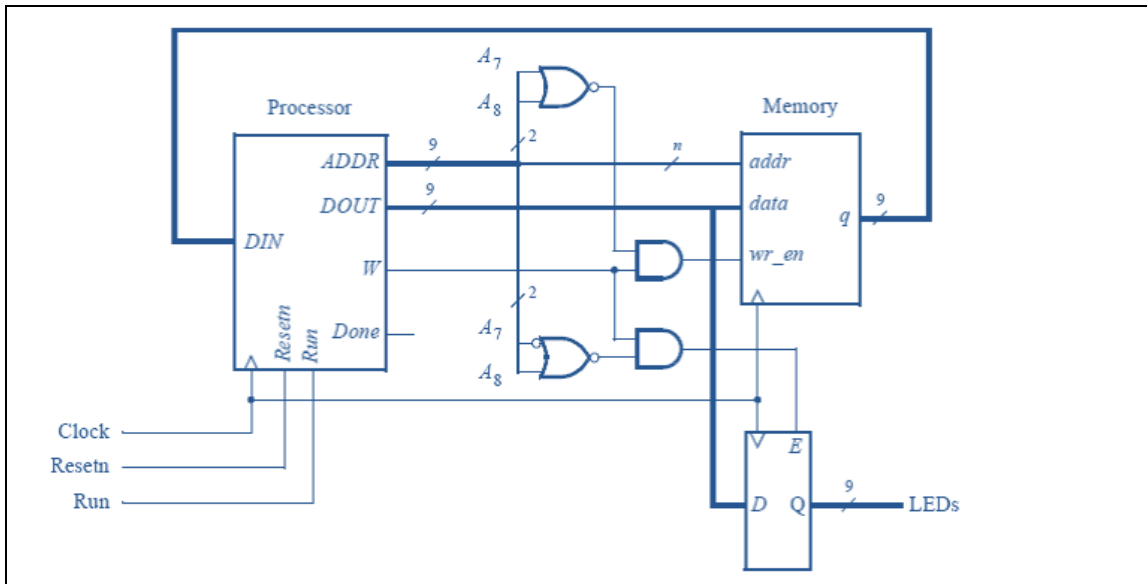 A7
A8
Processor
Memory
2
ADDR
9
n
addr
DOUT
9
data
q
9
DIN
W
wr_en
2
Done
Resetn
Run
A7
A8
Clock
Resetn
Run
E
D
Q
9
LEDs